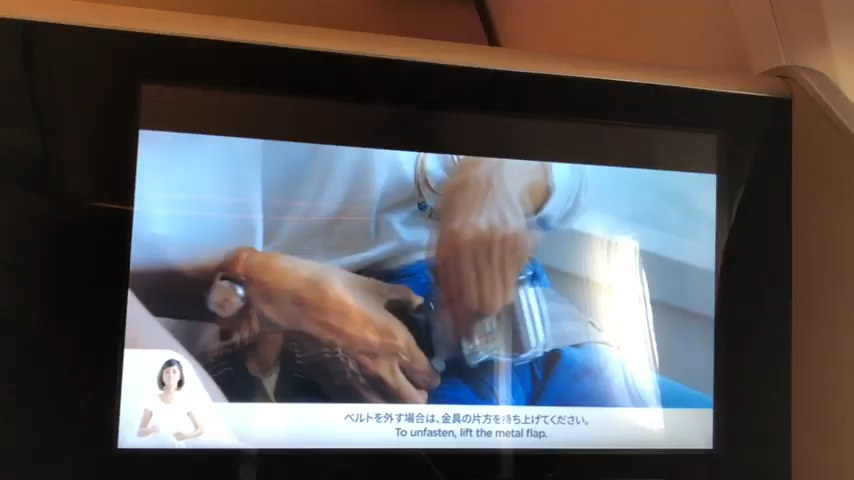 ベルトを外す場合は、金具の片方を持ち上げてください。
To unfasten, lift the metal flap.